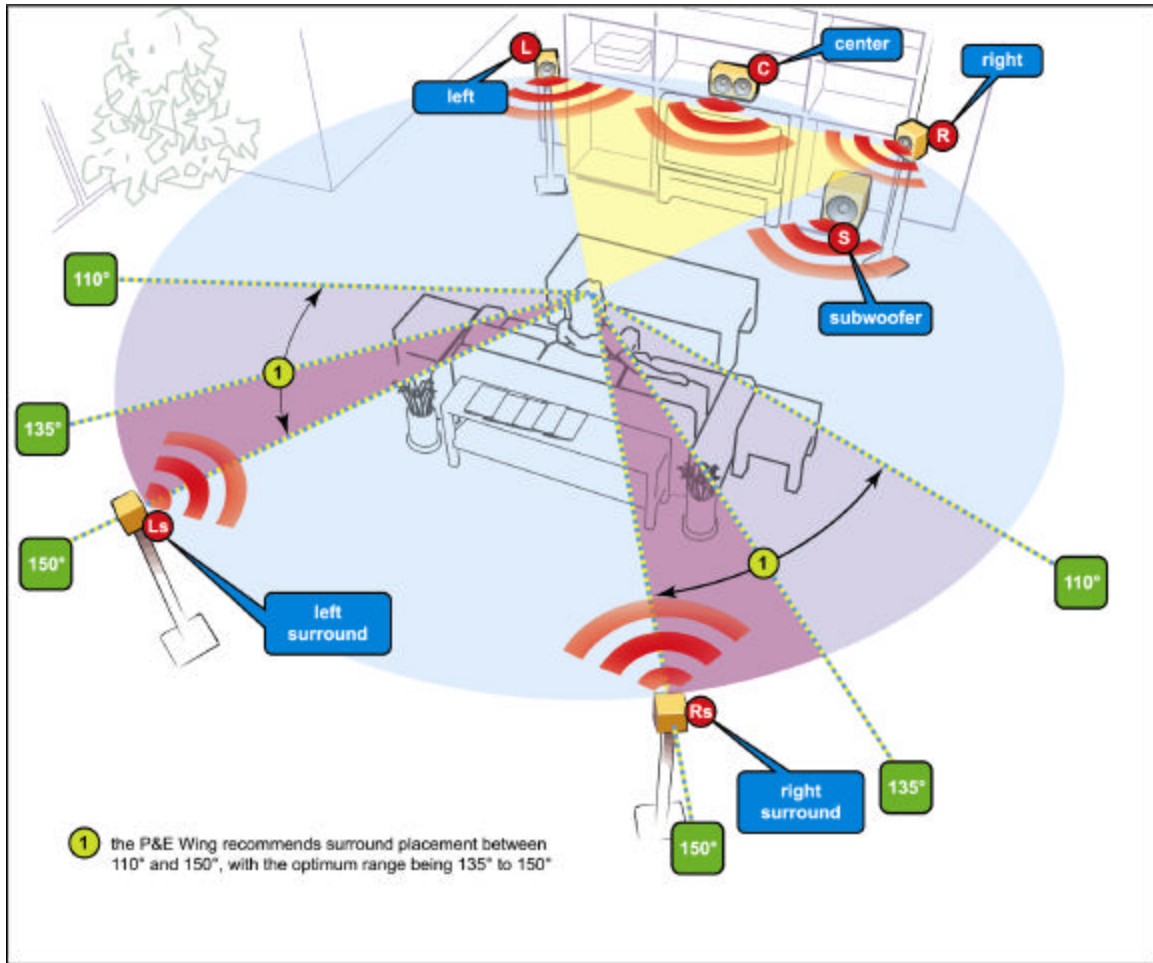 L
center
C
right
left
R
S
110°
subwoofer
1
135°
Ls
150°
1
110°
left
surround
Rs
135°
right
surround
150°
1
the P&E Wing recommends surround placement between
110° and 150°, with the optimum range being 135° to 150°